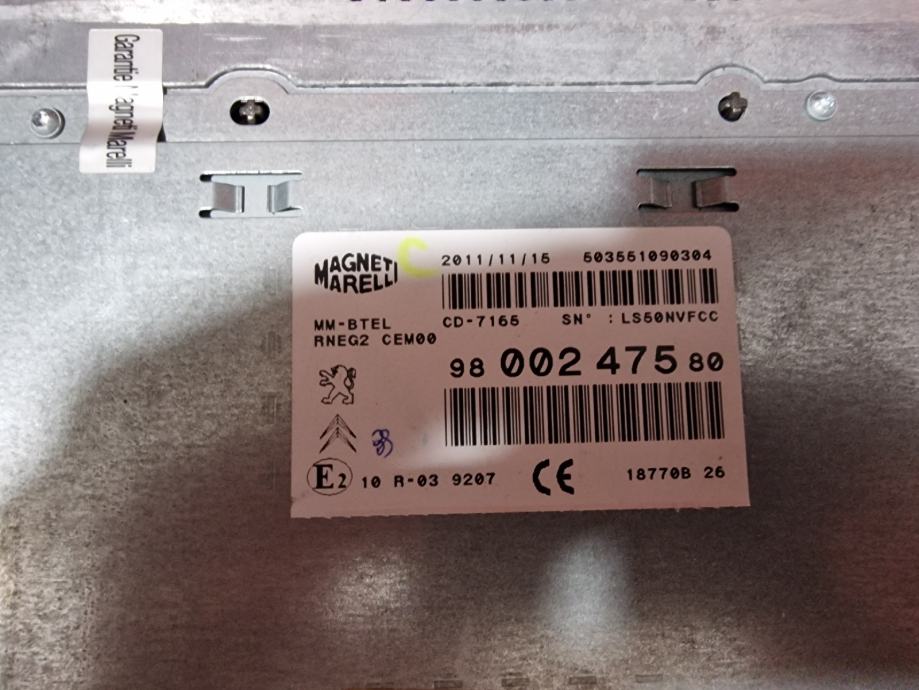 Garantie Magneti Marelli
MAGNETI MARELLI
C
2011/11/15 503551090304
MM-BTEL
RNEG2 CEM00
CD-7165 SN° : LS50NVFCC
98 002 475 80
E2 10 R-03 9207 CE 18770B 26